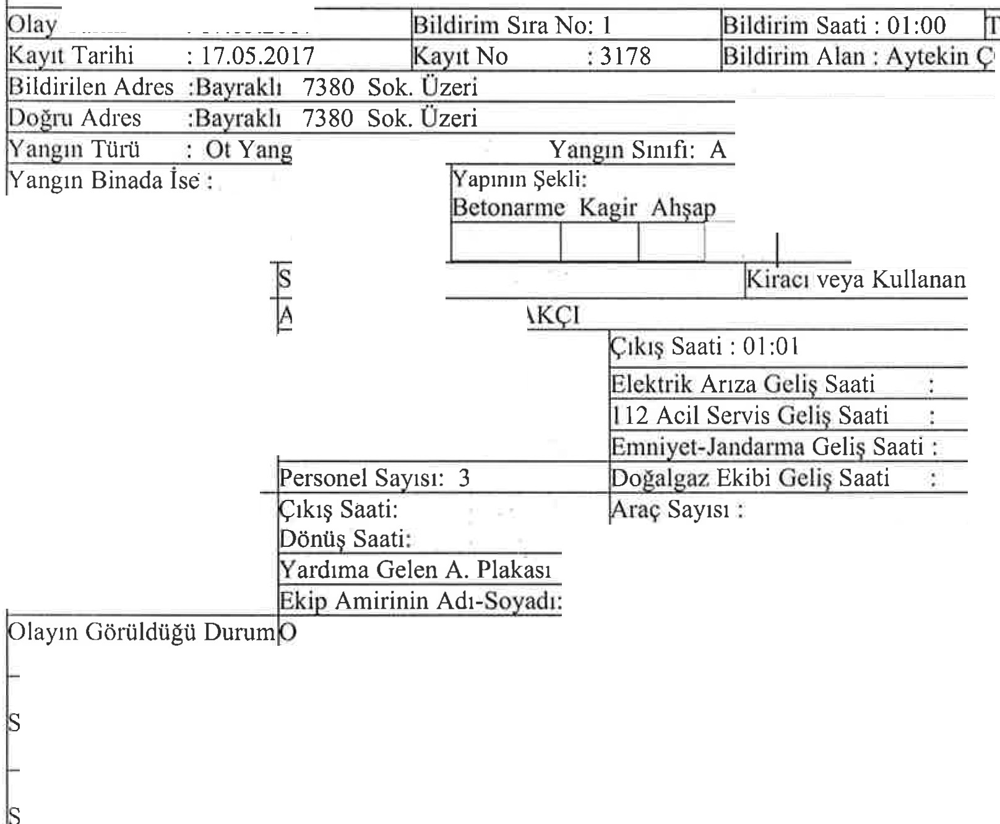 Olay Bildirim Sıra No: 1 Bildirim Saati : 01:00
Kayıt Tarihi : 17.05.2017 Kayıt No : 3178 Bildirim Alan : Aytekin
Bildirilen Adres :Bayraklı 7380 Sok. Üzeri
Doğru Adres :Bayraklı 7380 Sok. Üzeri
Yangın Türü : Ot Yang Yangın Sınıfı: A
Yangın Binada İse : Yapının Şekli:
Betonarme Kagir Ahşap
S Kiracı veya Kullanan
A AKÇI
Çıkış Saati : 01:01
Elektrik Arıza Geliş Saati :
112 Acil Servis Geliş Saati :
Emniyet-Jandarma Geliş Saati :
Personel Sayısı: 3 Doğalgaz Ekibi Geliş Saati :
Çıkış Saati: Araç Sayısı :
Dönüş Saati:
Yardıma Gelen A. Plakası
Ekip Amirinin Adı-Soyadı:
Olayın Görüldüğü Durum O
S
S